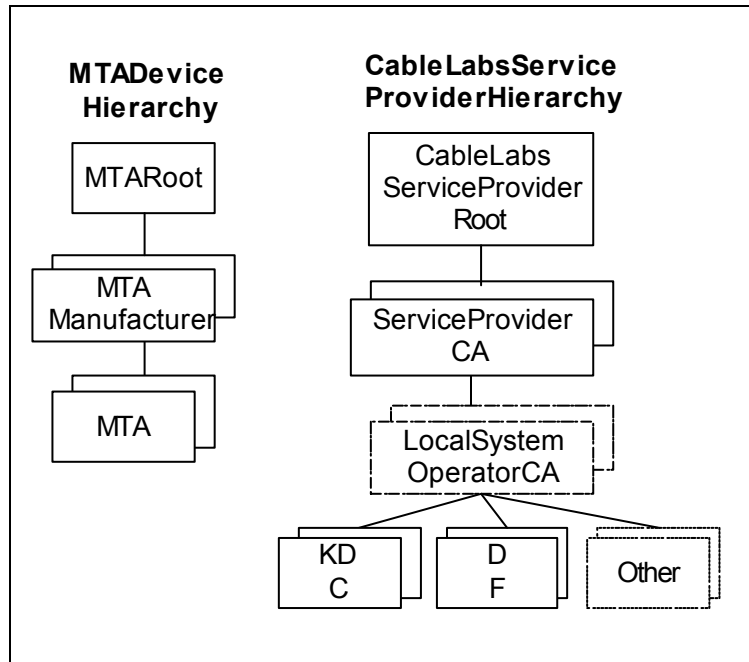 MTADevice
Hierarchy
CableLabsService
ProviderHierarchy
MTARoot
MTA
Manufacturer
MTA
CableLabs
ServiceProvider
Root
ServiceProvider
CA
LocalSystem
OperatorCA
KD
C
D
F
Other